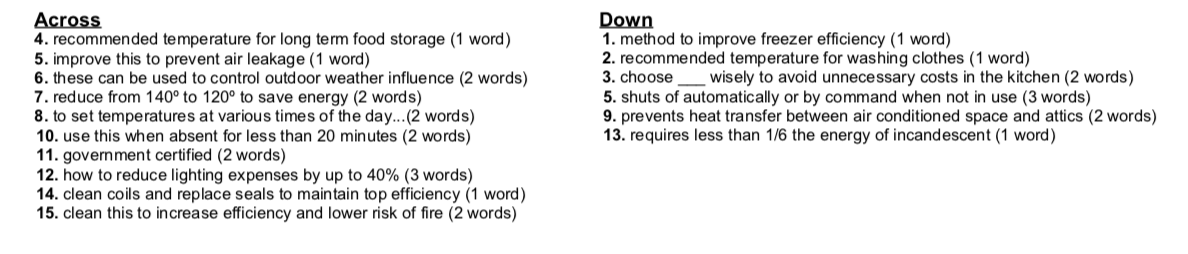 Across
4. recommended temperature for long term food storage (1 word)
5. improve this to prevent air leakage (1 word)
6. these can be used to control outdoor weather influence (2 words)
7. reduce from 140º to 120º to save energy (2 words)
8. to set temperatures at various times of the day...(2 words)
10. use this when absent for less than 20 minutes (2 words)
11. government certified (2 words)
12. how to reduce lighting expenses by up to 40% (3 words)
14. clean coils and replace seals to maintain top efficiency (1 word)
15. clean this to increase efficiency and lower risk of fire (2 words)
Down
1. method to improve freezer efficiency (1 word)
2. recommended temperature for washing clothes (1 word)
3. choose ___ wisely to avoid unnecessary costs in the kitchen (2 words)
5. shuts of automatically or by command when not in use (3 words)
9. prevents heat transfer between air conditioned space and attics (2 words)
13. requires less than 1/6 the energy of incandescent (1 word)